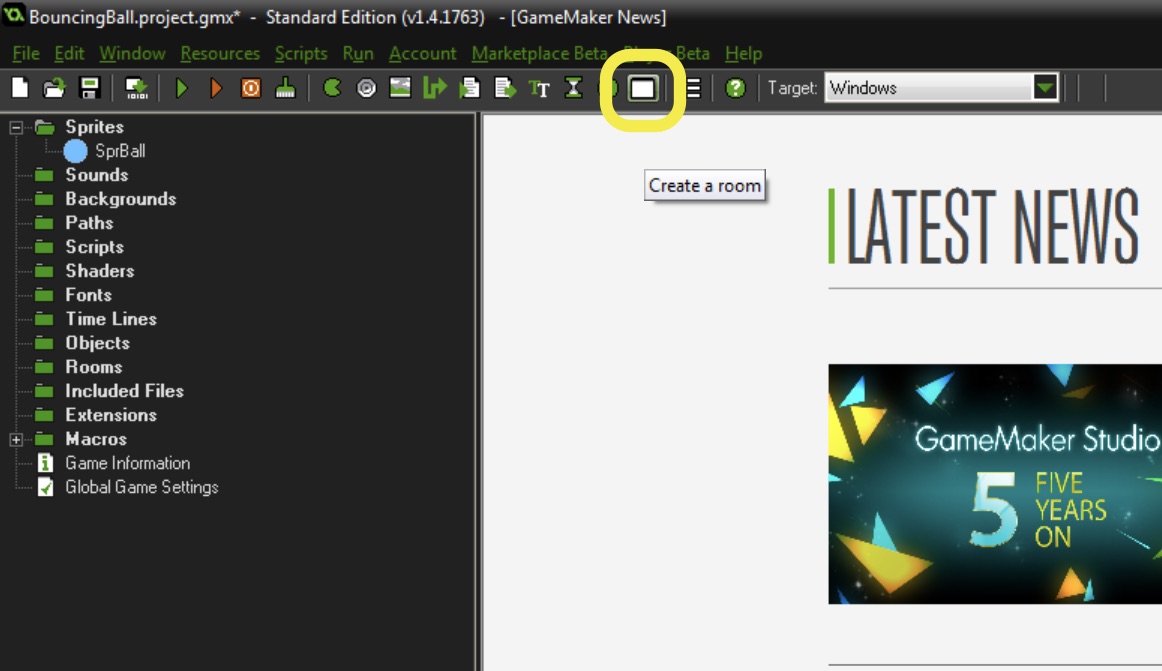 BouncingBall.project.gmx* - Standard Edition (v1.4.1763) - [GameMaker News]
File Edit Window Resources Scripts Run Account Marketplace Beta Beta Help
Target: Windows
Sprites
SprBall
Sounds
Backgrounds
Paths
Scripts
Shaders
Fonts
Time Lines
Objects
Rooms
Included Files
Extensions
Macros
Game Information
Global Game Settings
Create a room
LATEST NEWS
GameMaker Studio
5 FIVE
YEARS
ON